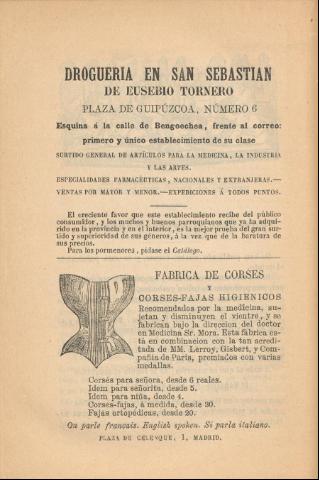 DROGUERIA EN SAN SEBASTIAN
DE EUSEBIO TORNERO
PLAZA DE GUIPÚZCOA, NÚMERO 6
Esquina á la calle de Bengoechea, frente al correo:
primero y único establecimiento de su clase
SURTIDO GENERAL DE ARTÍCULOS PARA LA MEDICINA, LA INDUSTRIA
Y LAS ARTES.
ESPECIALIDADES FARMACÉUTICAS, NACIONALES Y EXTRANJERAS.—
VENTAS POR MAYOR Y MENOR.—EXPEDICIONES Á TODOS PUNTOS.
El creciente favor que este establecimiento recibe del público
consumidor, y los muchos y buenos parroquianos que ya ha adqui-
rido en la provincia y en el interior, es la mejor prueba del gran sur-
tido y superioridad de sus géneros, á la vez que de la baratura de
sus precios.
Para los pormenores, pídase el Catálogo.
FABRICA DE CORSES
Y
CORSES-FAJAS HIGIENICOS
Recomendados por la medicina, su-
jetan y disminuyen el vientre, y se
fabrican bajo la direccion del doctor
en Medicina Sr. Mora. Esta fábrica es-
tá en combinacion con la tan acredi-
tada de MM. Lerroy, Gisbert, y Com-
pañía de Paris, premiados con varias
medallas.
Corsés para señora, desde 6 reales.
Idem para señorita, desde 5.
Idem para niña, desde 4.
Corsés-fajas, á medida, desde 30.
Fajas ortopédicas, desde 20.
On parle francais. English spoken. Si parla italiano.
PLAZA DE CELENQUE, 1, MADRID.